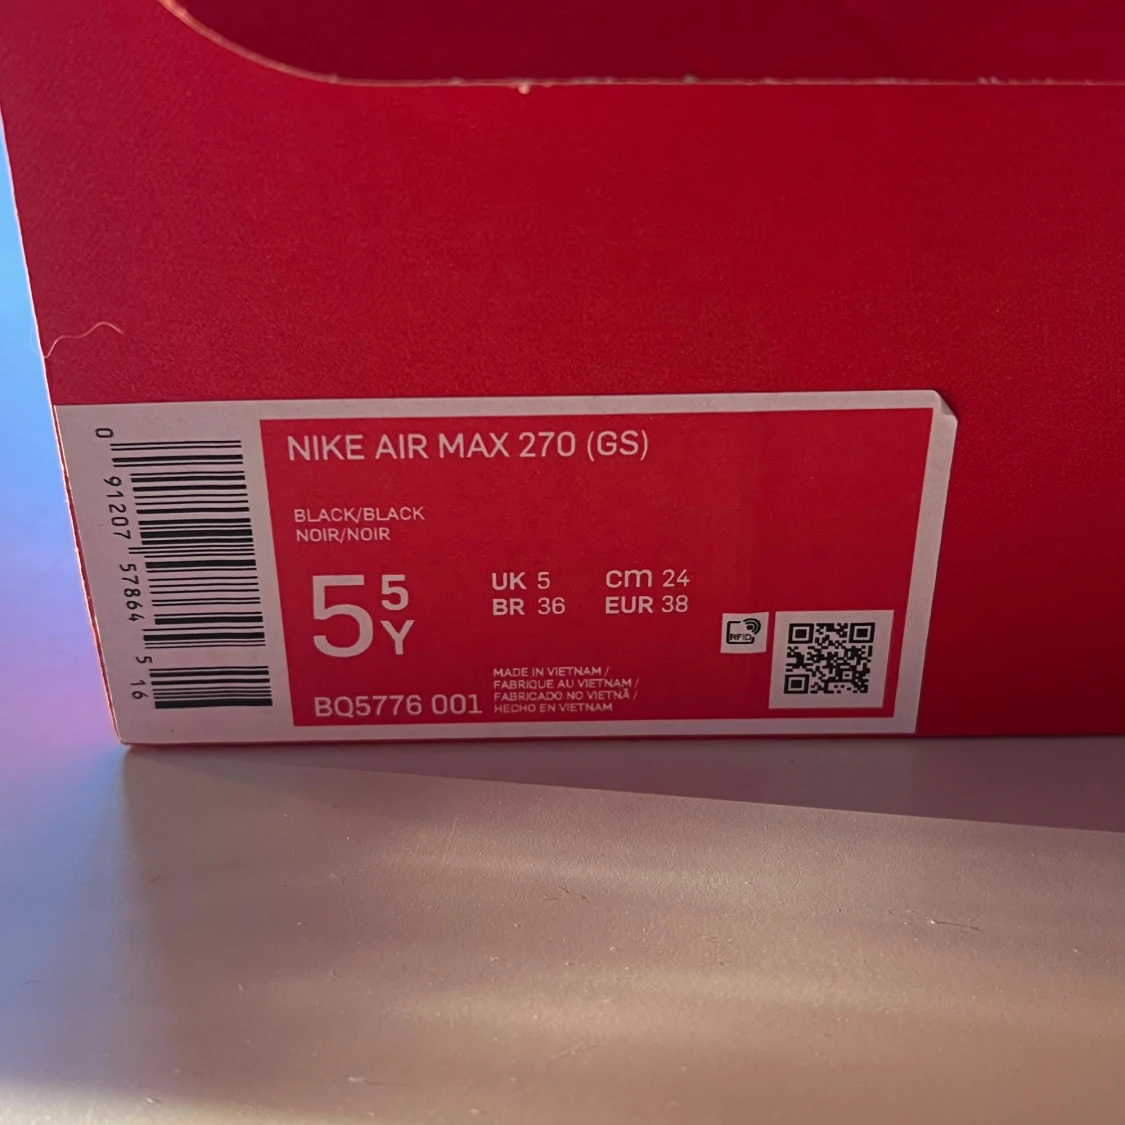 NIKE AIR MAX 270 (GS)
BLACK/BLACK
NOIR/NOIR
5 5 Y
UK 5 cm 24
BR 36 EUR 38
RFID
BQ5776 001
MADE IN VIETNAM /
FABRIQUE AU VIETNAM /
FABRICADO NO VIETNÃ /
HECHO EN VIETNAM
0 91207 57864 5 16